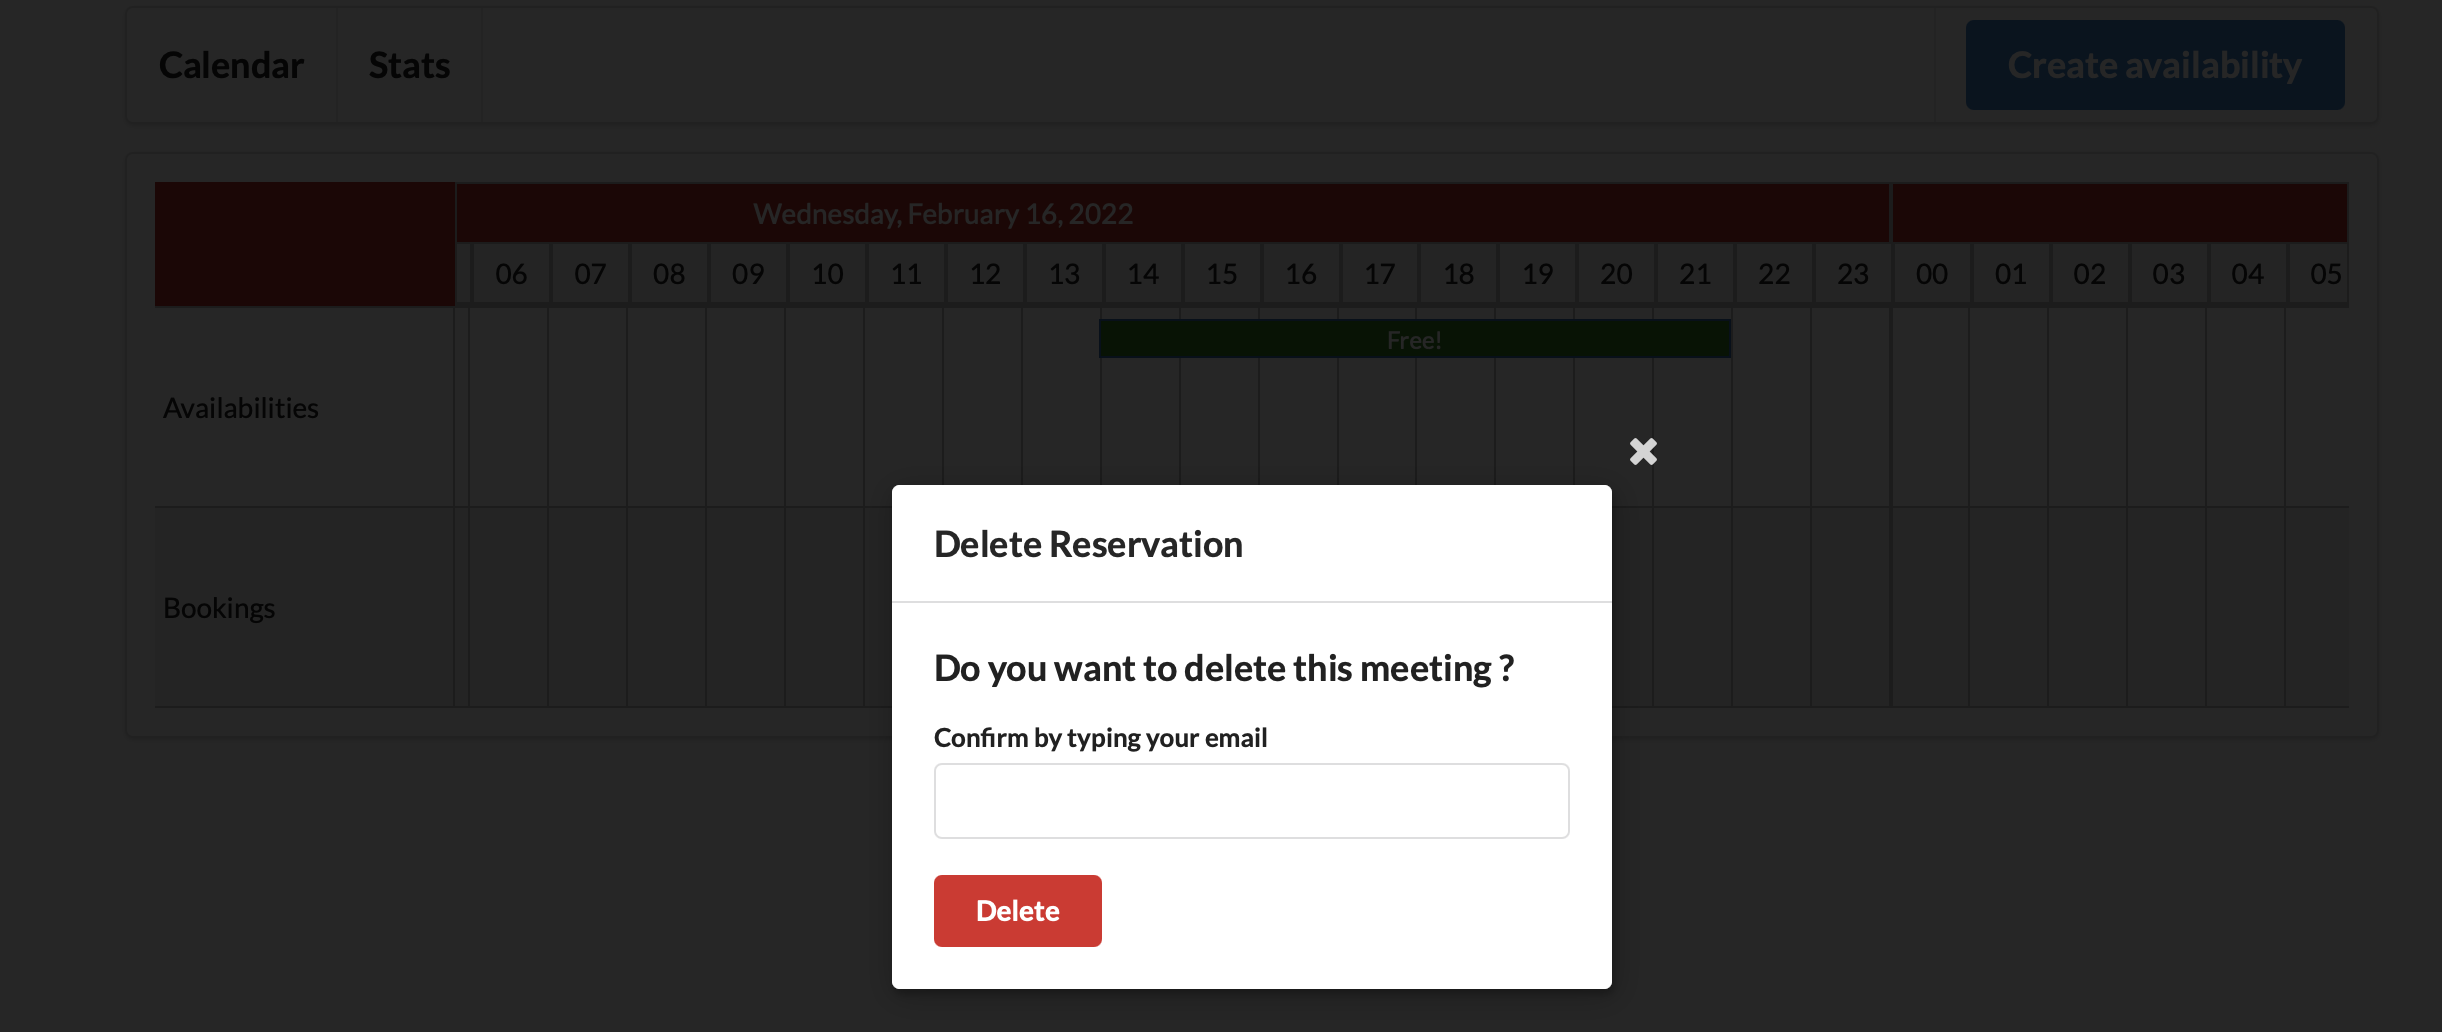 Calendar Stats Create availability
Wednesday, February 16, 2022
06 07 08 09 10 11 12 13 14 15 16 17 18 19 20 21 22 23 00 01 02 03 04 05
Free!
Availabilities
Bookings
Delete Reservation
Do you want to delete this meeting ?
Confirm by typing your email
Delete